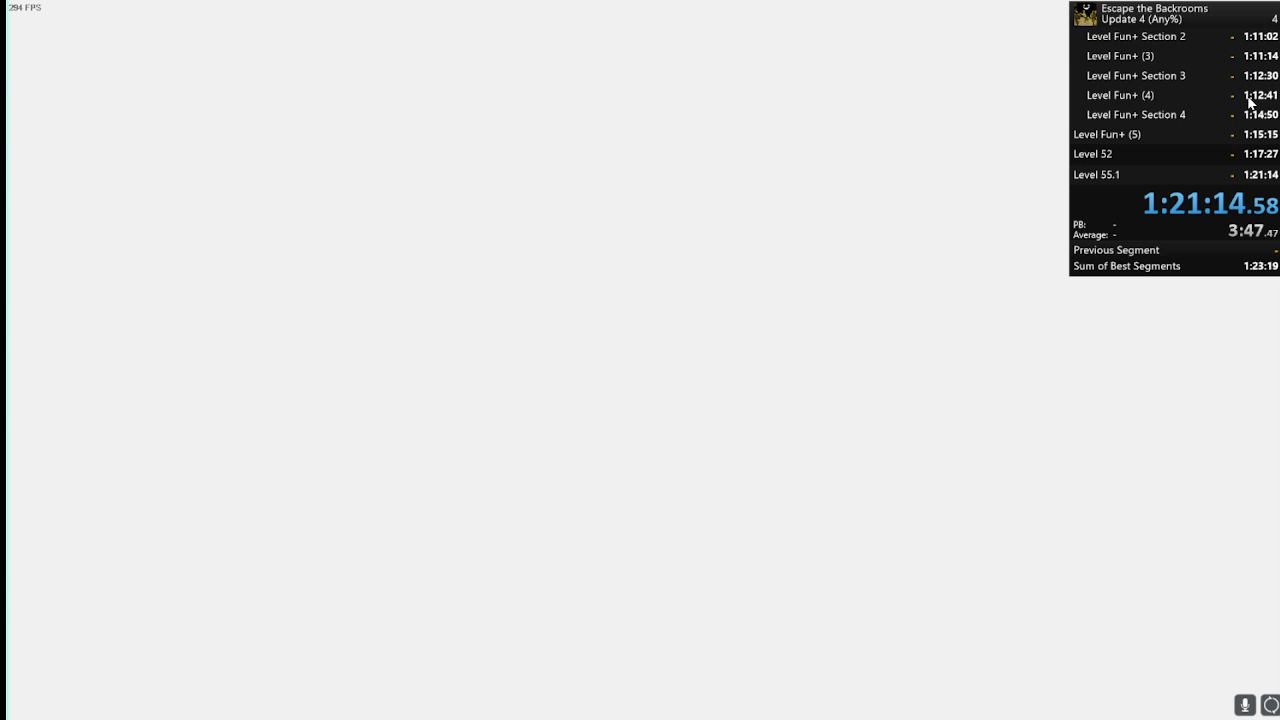 294 FPS
Escape the Backrooms
Update 4 (Any%) 4
Level Fun+ Section 2 - 1:11:02
Level Fun+ (3) - 1:11:14
Level Fun+ Section 3 - 1:12:30
Level Fun+ (4) - 1:12:41
Level Fun+ Section 4 - 1:14:50
Level Fun+ (5) - 1:15:15
Level 52 - 1:17:27
Level 55.1 - 1:21:14
1:21:14.58
PB: -
3:47.47
Average: -
Previous Segment -
Sum of Best Segments 1:23:19